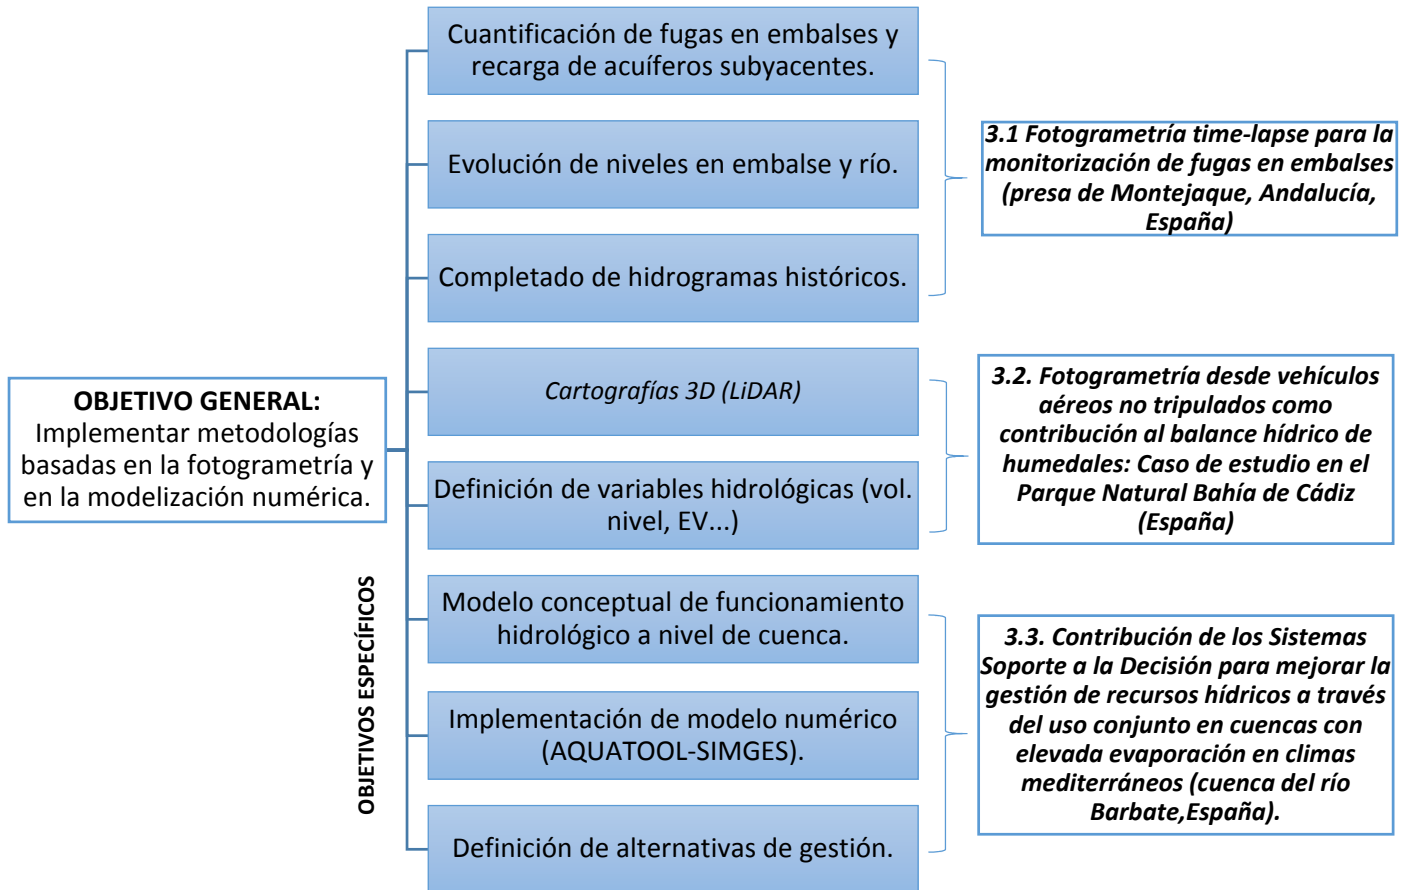 OBJETIVO GENERAL:
Implementar metodologías
basadas en la fotogrametría y
en la modelización numérica.
OBJETIVOS ESPECÍFICOS
Cuantificación de fugas en embalses y
recarga de acuíferos subyacentes.
Evolución de niveles en embalse y río.
Completado de hidrogramas históricos.
Cartografías 3D (LiDAR)
Definición de variables hidrológicas (vol.
nivel, EV...)
Modelo conceptual de funcionamiento
hidrológico a nivel de cuenca.
Implementación de modelo numérico
(AQUATOOL-SIMGES).
Definición de alternativas de gestión.
3.1 Fotogrametría time-lapse para la
monitorización de fugas en embalses
(presa de Montejaque, Andalucía,
España)
3.2. Fotogrametría desde vehículos
aéreos no tripulados como
contribución al balance hídrico de
humedales: Caso de estudio en el
Parque Natural Bahía de Cádiz
(España)
3.3. Contribución de los Sistemas
Soporte a la Decisión para mejorar la
gestión de recursos hídricos a través
del uso conjunto en cuencas con
elevada evaporación en climas
mediterráneos (cuenca del río
Barbate,España).